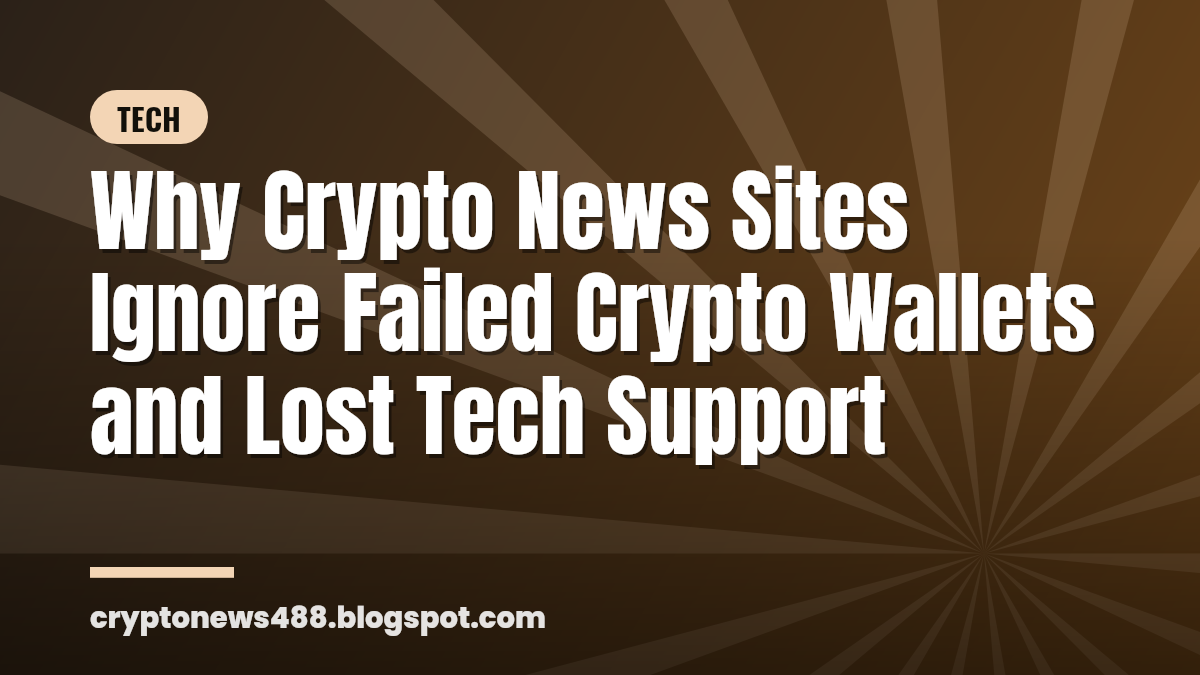 TECH
Why Crypto News Sites
Ignore Failed Crypto Wallets
and Lost Tech Support
cryptonews488.blogspot.com